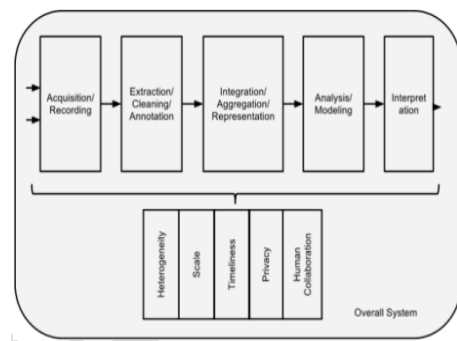 Acquisition/
Recording
Extraction/
Cleaning/
Annotation
Integration/
Aggregation/
Representation
Analysis/
Modeling
Interpret
ation
Heterogeneity
Scale
Timeliness
Privacy
Human
Collaboration
Overall System